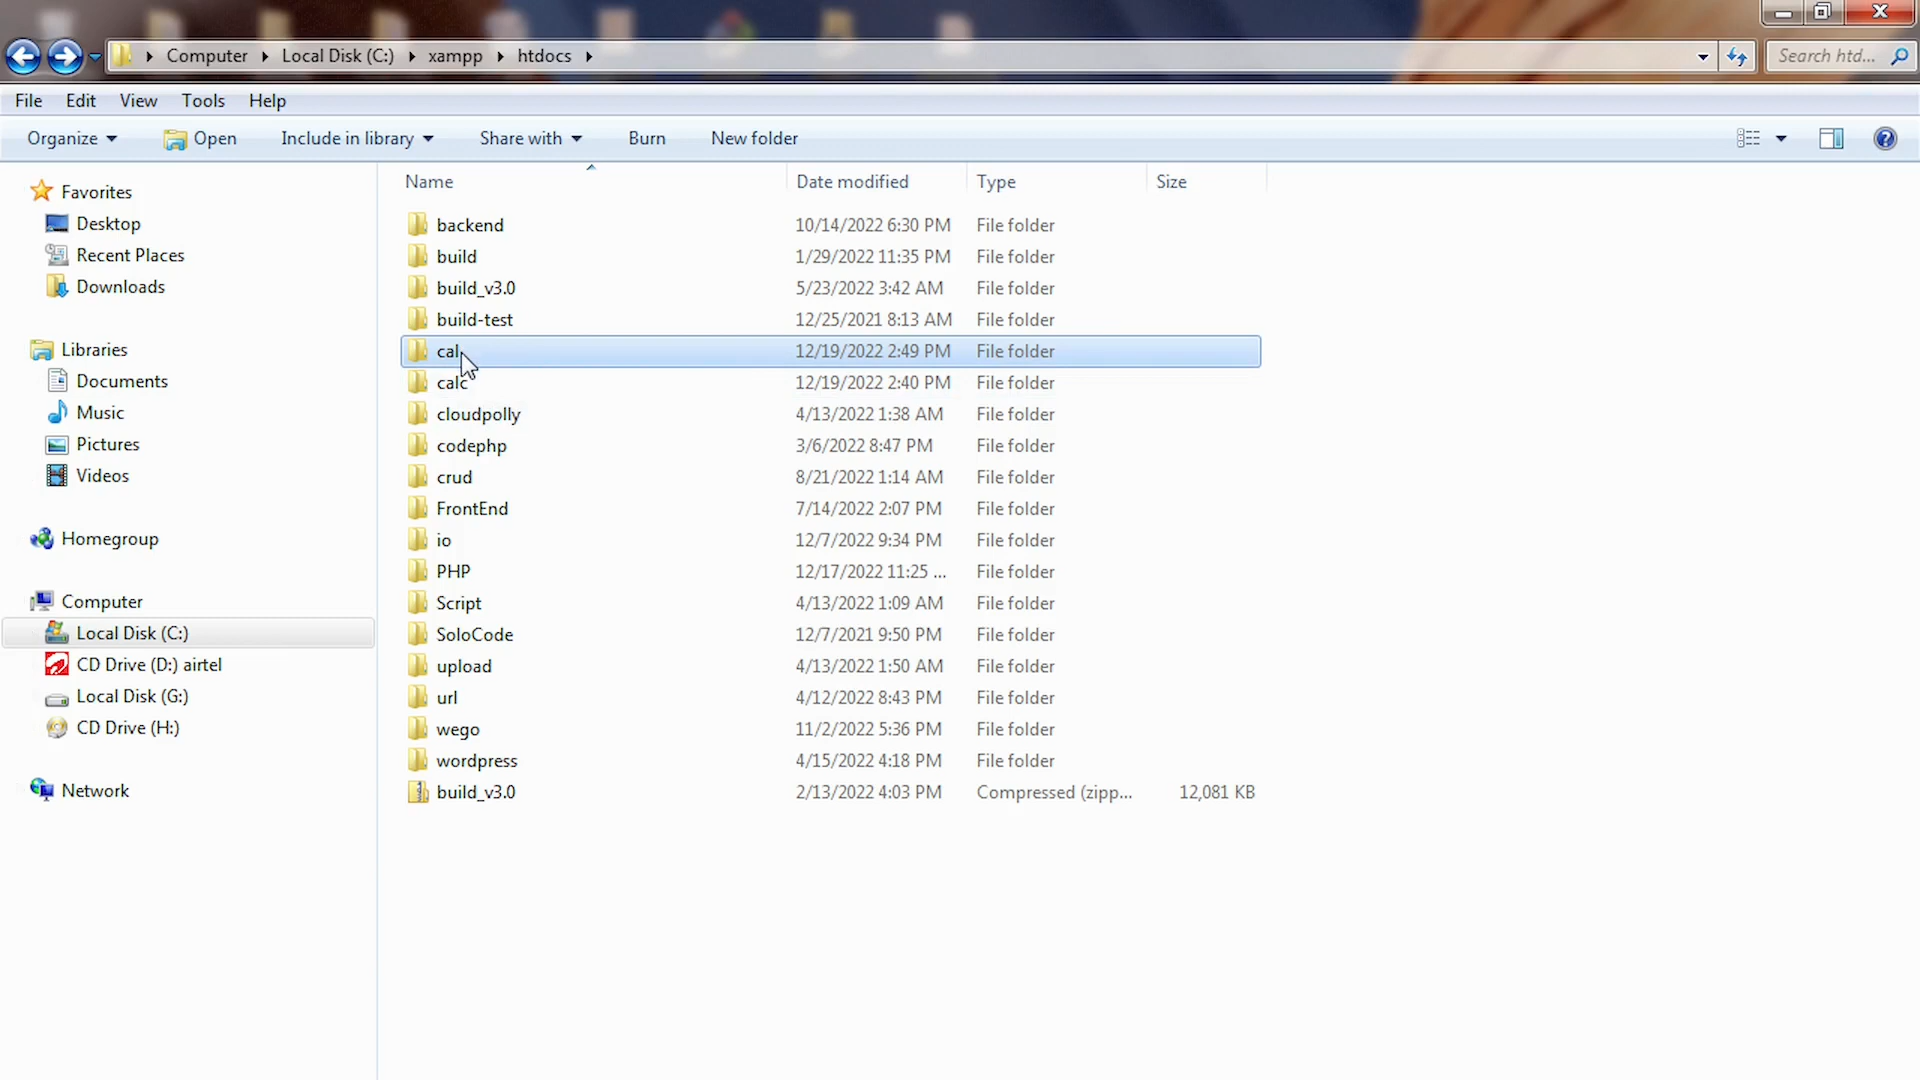 Computer Local Disk (C:) xampp htdocs Search htd...
File Edit View Tools Help
Organize Open Include in library Share with Burn New folder
Name Date modified Type Size
Favorites
Desktop
Recent Places
Downloads
Libraries
Documents
Music
Pictures
Videos
Homegroup
Computer
Local Disk (C:)
CD Drive (D:) airtel
Local Disk (G:)
CD Drive (H:)
Network
backend 10/14/2022 6:30 PM File folder
build 1/29/2022 11:35 PM File folder
build_v3.0 5/23/2022 3:42 AM File folder
build-test 12/25/2021 8:13 AM File folder
cal 12/19/2022 2:49 PM File folder
calc 12/19/2022 2:40 PM File folder
cloudpolly 4/13/2022 1:38 AM File folder
codephp 3/6/2022 8:47 PM File folder
crud 8/21/2022 1:14 AM File folder
FrontEnd 7/14/2022 2:07 PM File folder
io 12/7/2022 9:34 PM File folder
PHP 12/17/2022 11:25 ... File folder
Script 4/13/2022 1:09 AM File folder
SoloCode 12/7/2021 9:50 PM File folder
upload 4/13/2022 1:50 AM File folder
url 4/12/2022 8:43 PM File folder
wego 11/2/2022 5:36 PM File folder
wordpress 4/15/2022 4:18 PM File folder
build_v3.0 2/13/2022 4:03 PM Compressed (zipp... 12,081 KB